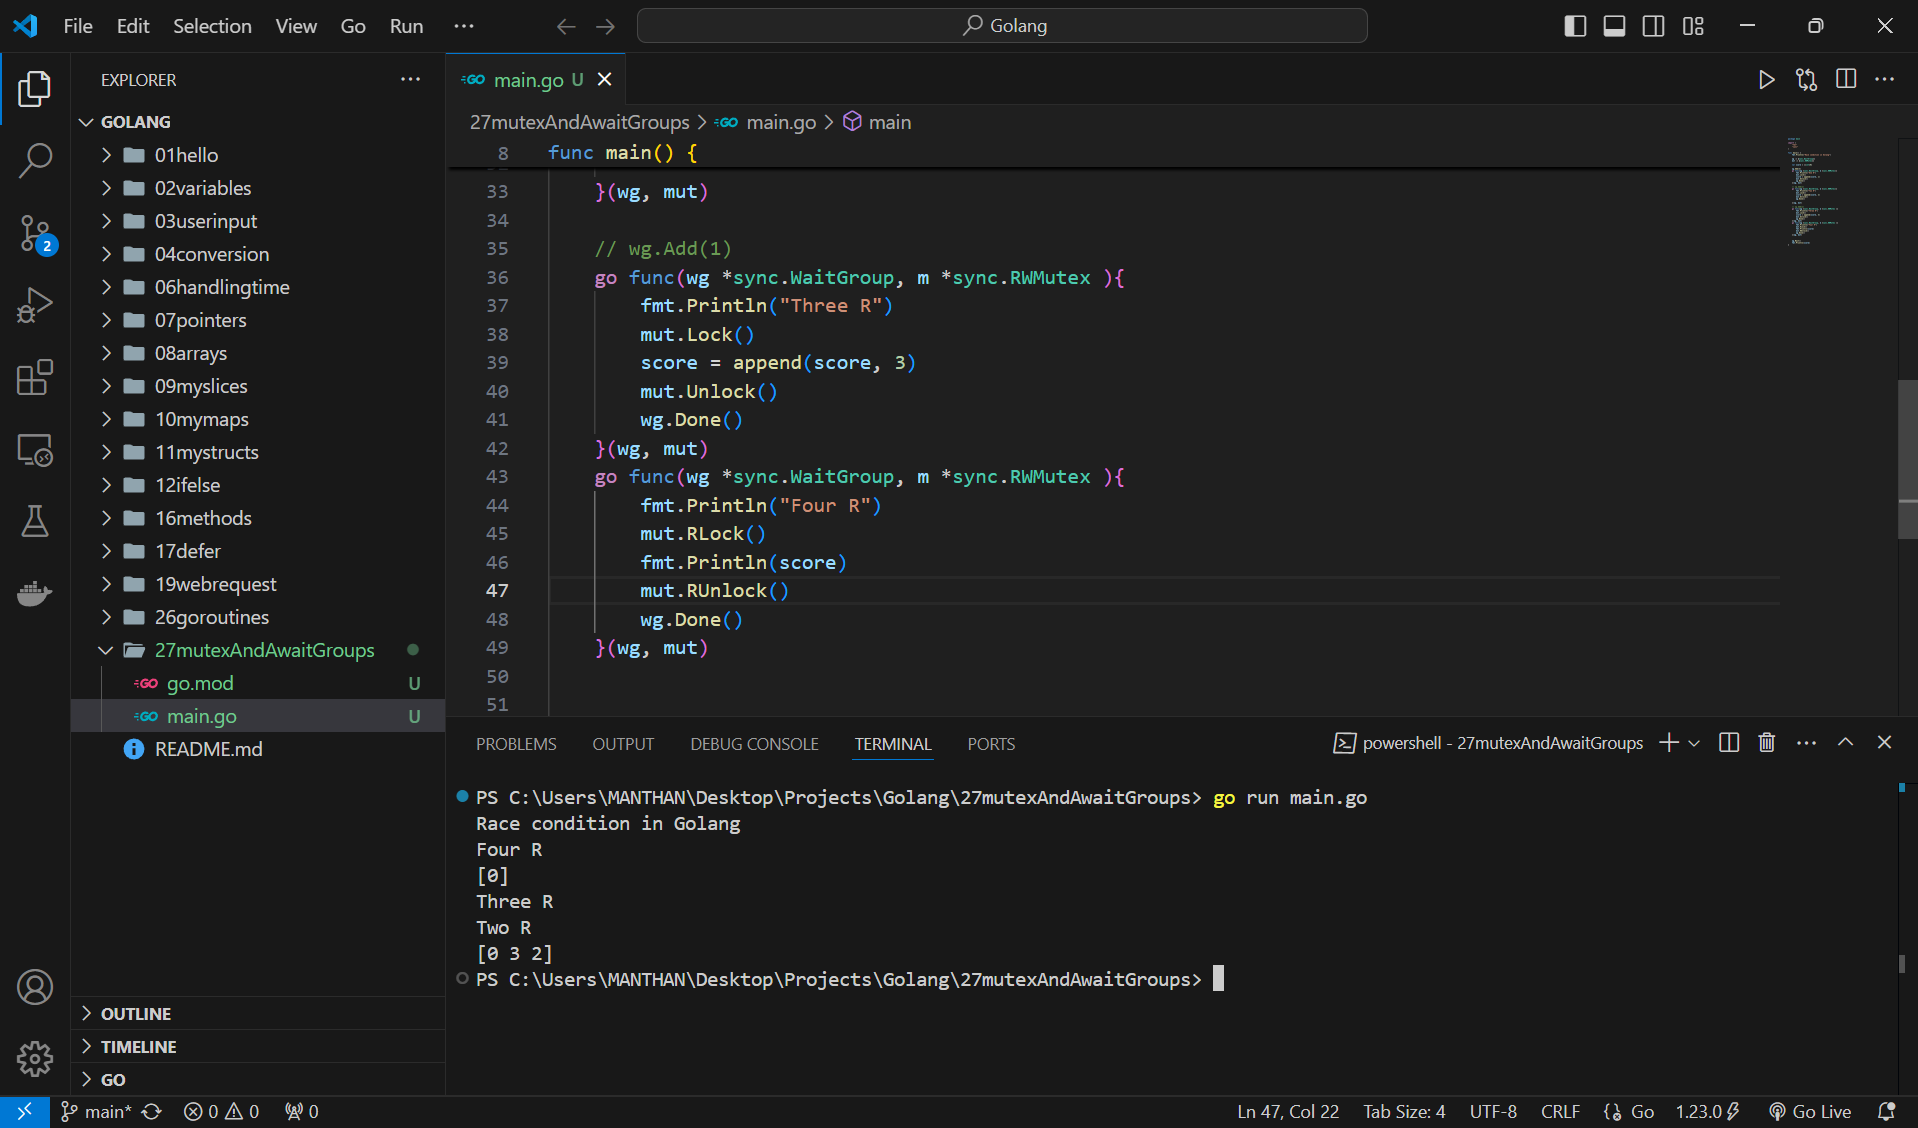 File Edit Selection View Go Run ··· Golang
EXPLORER ···
GOLANG
01hello
02variables
03userinput
04conversion
06handlingtime
07pointers
08arrays
09myslices
10mymaps
11mystructs
12ifelse
16methods
17defer
19webrequest
26goroutines
27mutexAndAwaitGroups
GO go.mod U
GO main.go U
README.md
OUTLINE
TIMELINE
GO
2
GO main.go U
27mutexAndAwaitGroups > GO main.go > main
8 func main() {
33 }(wg, mut)
34
35 // wg.Add(1)
36 go func(wg *sync.WaitGroup, m *sync.RWMutex ){
37 fmt.Println("Three R")
38 mut.Lock()
39 score = append(score, 3)
40 mut.Unlock()
41 wg.Done()
42 }(wg, mut)
43 go func(wg *sync.WaitGroup, m *sync.RWMutex ){
44 fmt.Println("Four R")
45 mut.RLock()
46 fmt.Println(score)
47 mut.RUnlock()
48 wg.Done()
49 }(wg, mut)
50
51
PROBLEMS OUTPUT DEBUG CONSOLE TERMINAL PORTS powershell - 27mutexAndAwaitGroups
PS C:\Users\MANTHAN\Desktop\Projects\Golang\27mutexAndAwaitGroups> go run main.go
Race condition in Golang
Four R
[0]
Three R
Two R
[0 3 2]
PS C:\Users\MANTHAN\Desktop\Projects\Golang\27mutexAndAwaitGroups>
main* 0 0 0 Ln 47, Col 22 Tab Size: 4 UTF-8 CRLF Go 1.23.0 Go Live